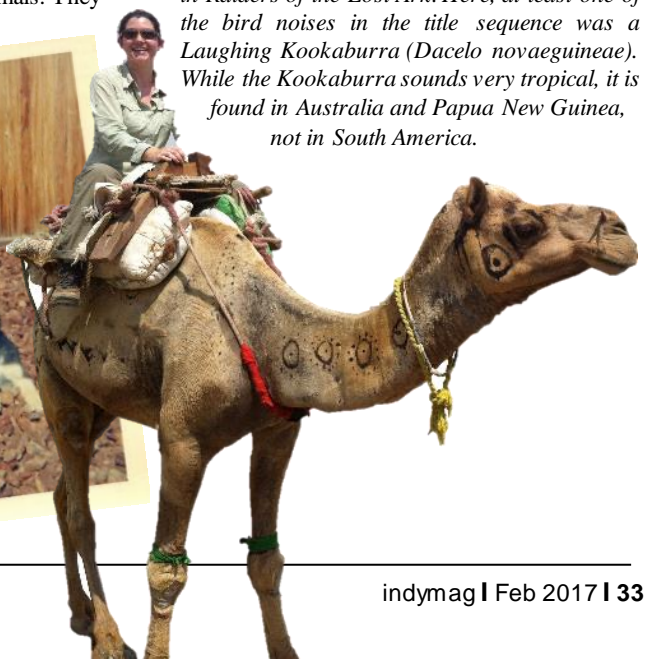 They
in Raiders of the Lost Ark. Here, at least one of
the bird noises in the title sequence was a
Laughing Kookaburra (Dacelo novaeguineae).
While the Kookaburra sounds very tropical, it is
found in Australia and Papua New Guinea,
not in South America.
indymag I Feb 2017 I 33